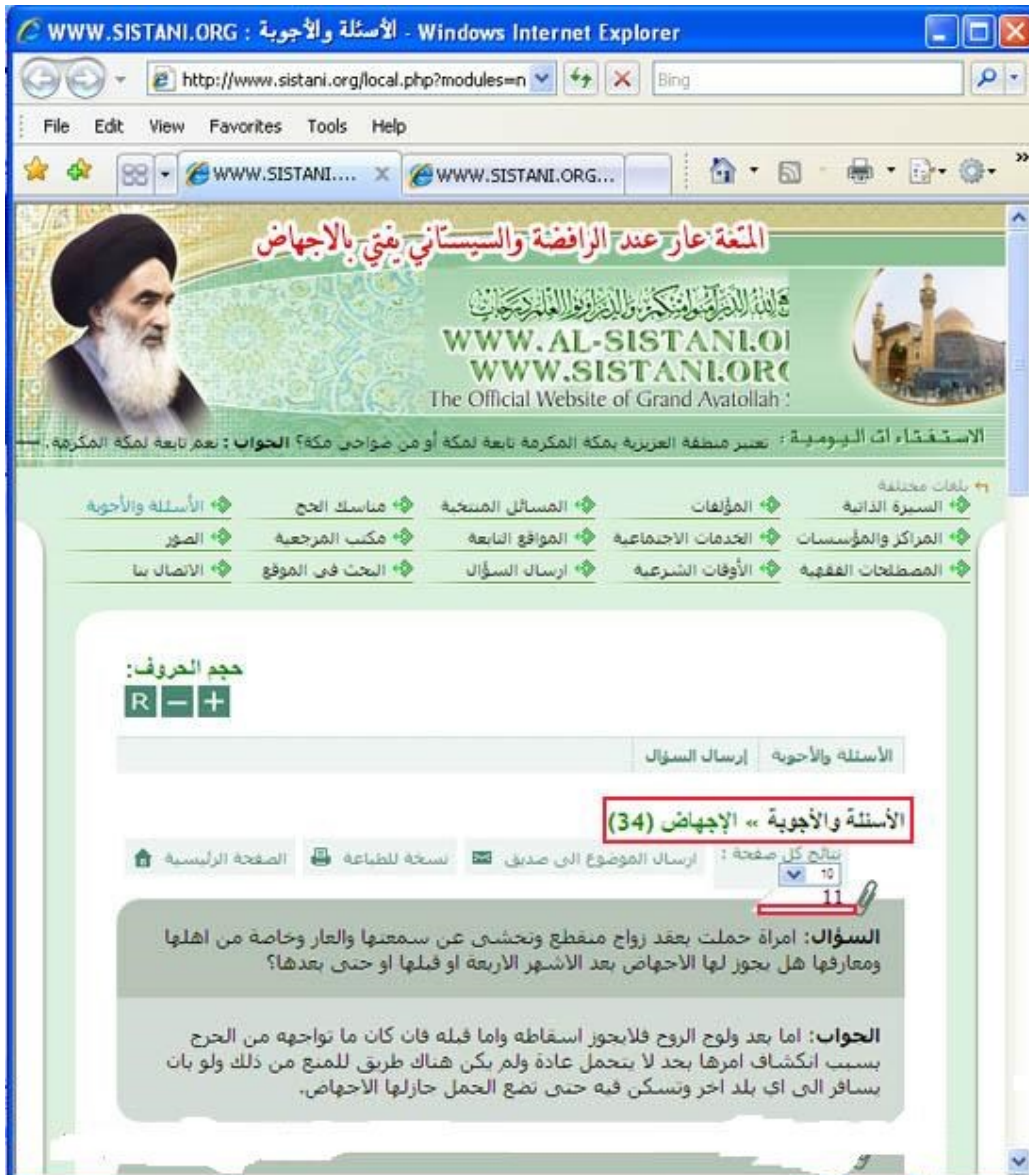 WWW.SISTANI.ORG : الأسئلة والأجوبة - Windows Internet Explorer
http://www.sistani.org/local.php?modules=n
Bing
File Edit View Favorites Tools Help
WWW.SISTANI.... x WWW.SISTANI.ORG...
المتعة عار عند الرافضة والسيستاني يفتي بالاجهاض
WWW.AL-SISTANI.O
WWW.SISTANI.OR
The Official Website of Grand Ayatollah
الاستفتاءات اليومية : تعتبر منطقة العزيزية بمكة المكرمة تابعة لمكة أو من ضواحي مكة؟ الجواب : نعم تابعة لمكة المكرمة.
بلغات مختلفة
السيرة الذاتية المؤلفات المسائل المنتخبة مناسك الحج الأسئلة والأجوبة
المراكز والمؤسسات الخدمات الاجتماعية المواقع التابعة مكتب المرجعية الصور
المصطلحات الفقهية الأوقات الشرعية ارسال السؤال البحث في الموقع الاتصال بنا
حجم الحروف:
R − +
الأسئلة والأجوبة إرسال السؤال
الأسئلة والأجوبة » الإجهاض (34)
نتائج كل صفحة : ارسال الموضوع الى صديق نسخة للطباعة الصفحة الرئيسية
10
11
السؤال: امراة حملت بعقد زواج منقطع وتخشى عن سمعتها والعار وخاصة من اهلها
ومعارفها هل يجوز لها الاجهاض بعد الاشهر الاربعة او قبلها او حتى بعدها؟
الجواب: اما بعد ولوج الروح فلايجوز اسقاطه واما قبله فان كان ما تواجهه من الحرج
بسبب انكشاف امرها بحد لا يتحمل عادة ولم يكن هناك طريق للمنع من ذلك ولو بان
يسافر الى اي بلد اخر وتسكن فيه حتى تضع الحمل جازلها الاجهاض.